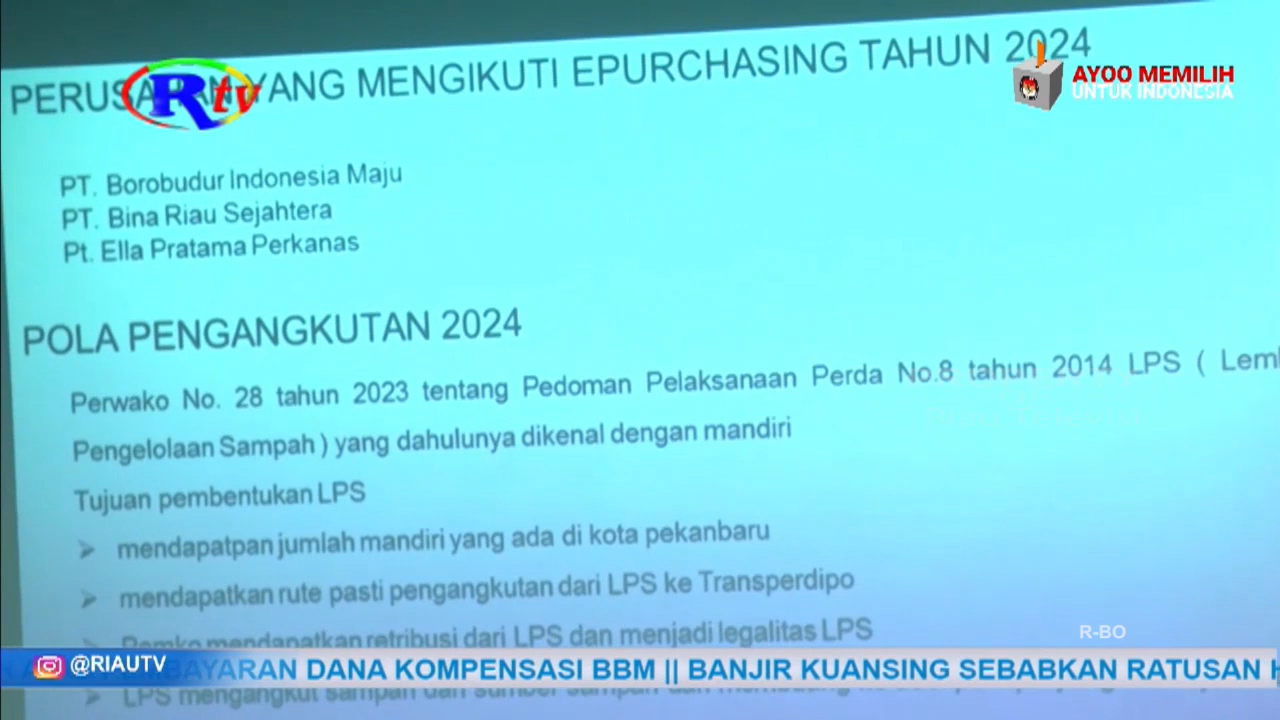 PERUSAHAN YANG MENGIKUTI EPURCHASING TAHUN 2024
Rtv
AYOO MEMILIH
UNTUK INDONESIA
PT. Borobudur Indonesia Maju
PT. Bina Riau Sejahtera
Pt. Ella Pratama Perkanas
POLA PENGANGKUTAN 2024
Perwako No. 28 tahun 2023 tentang Pedoman Pelaksanaan Perda No.8 tahun 2014 LPS ( Lem
Pengelolaan Sampah ) yang dahulunya dikenal dengan mandiri
Tujuan pembentukan LPS
➢ mendapatpan jumlah mandiri yang ada di kota pekanbaru
➢ mendapatkan rute pasti pengangkutan dari LPS ke Transperdipo
➢ Pemko mendapatkan retribusi dari LPS dan menjadi legalitas LPS
R-BO
@RIAUTV BAYARAN DANA KOMPENSASI BBM || BANJIR KUANSING SEBABKAN RATUSAN
➢ LPS mengangkut sampah dari sumber sampah